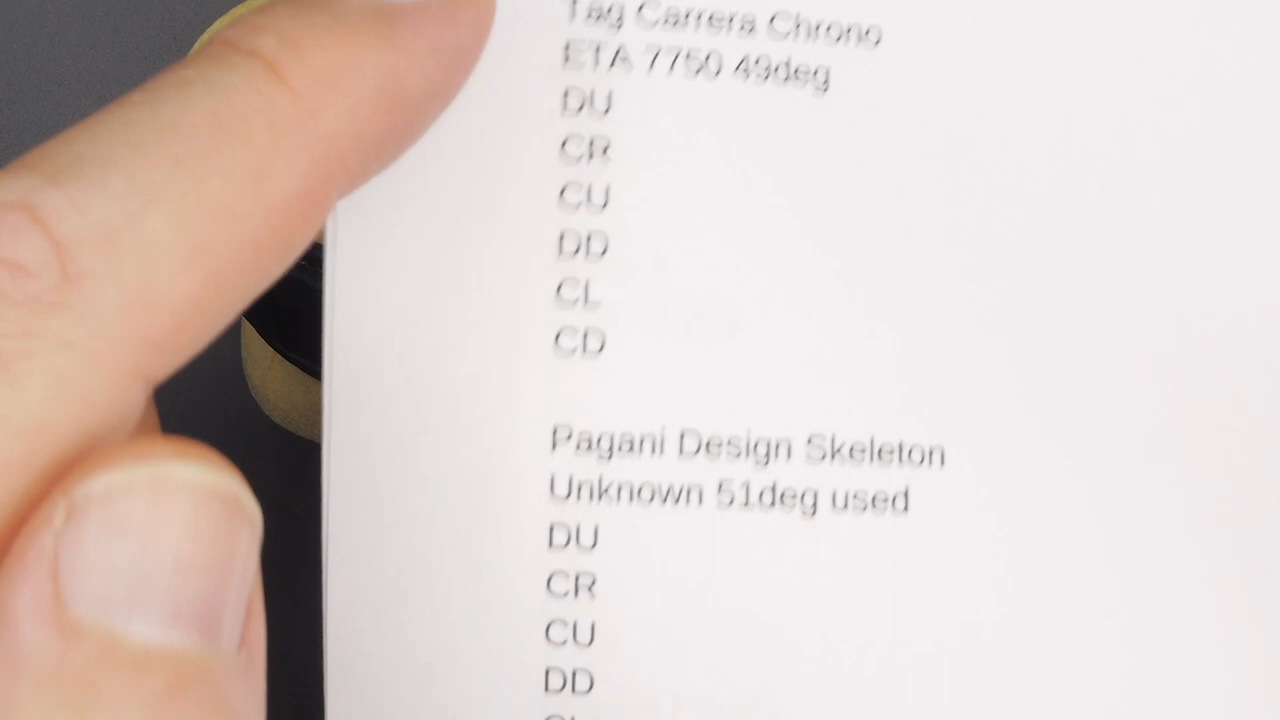 Tag Carrera Chrono
ETA 7750 49deg
DU
CR
CU
DD
CL
CD
Pagani Design Skeleton
Unknown 51deg used
DU
CR
CU
DD